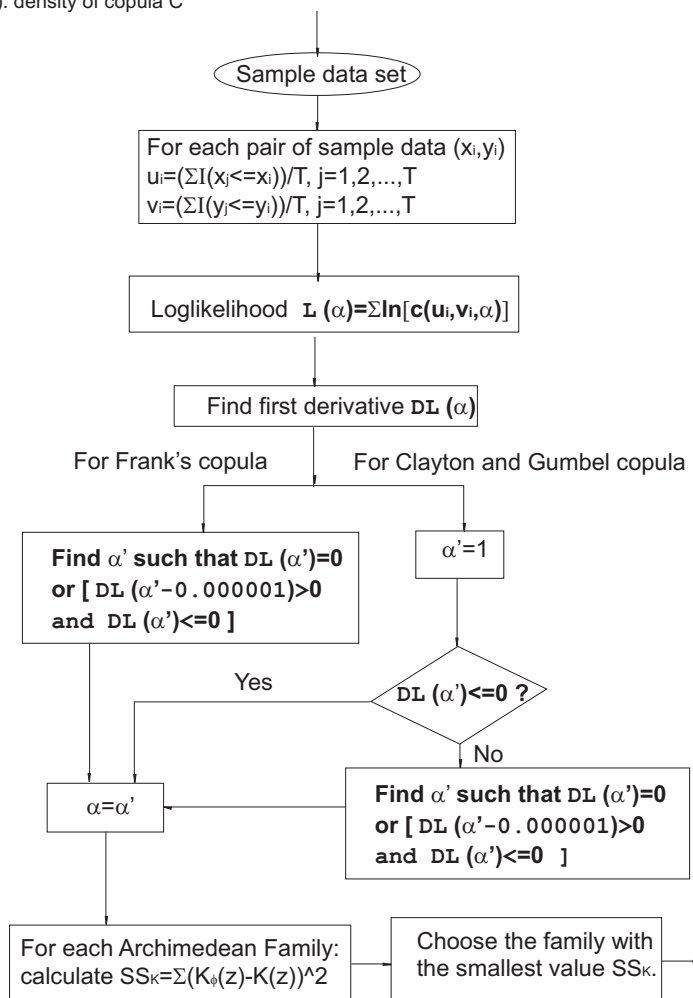 density of copula C
Sample data set
For each pair of sample data (xi,yi)
ui=(ΣI(xj<=xi))/T, j=1,2,...,T
vi=(ΣI(yj<=yi))/T, j=1,2,...,T
Loglikelihood L (α)=Σln[c(ui,vi,α)]
Find first derivative DL (α)
For Frank's copula
For Clayton and Gumbel copula
Find α' such that DL (α')=0
or [ DL (α'-0.000001)>0
and DL (α')<=0 ]
α'=1
DL (α')<=0 ?
Yes
No
α=α'
Find α' such that DL (α')=0
or [ DL (α'-0.000001)>0
and DL (α')<=0 ]
For each Archimedean Family:
calculate SSK=Σ(Kϕ(z)-K(z))^2
Choose the family with
the smallest value SSK.